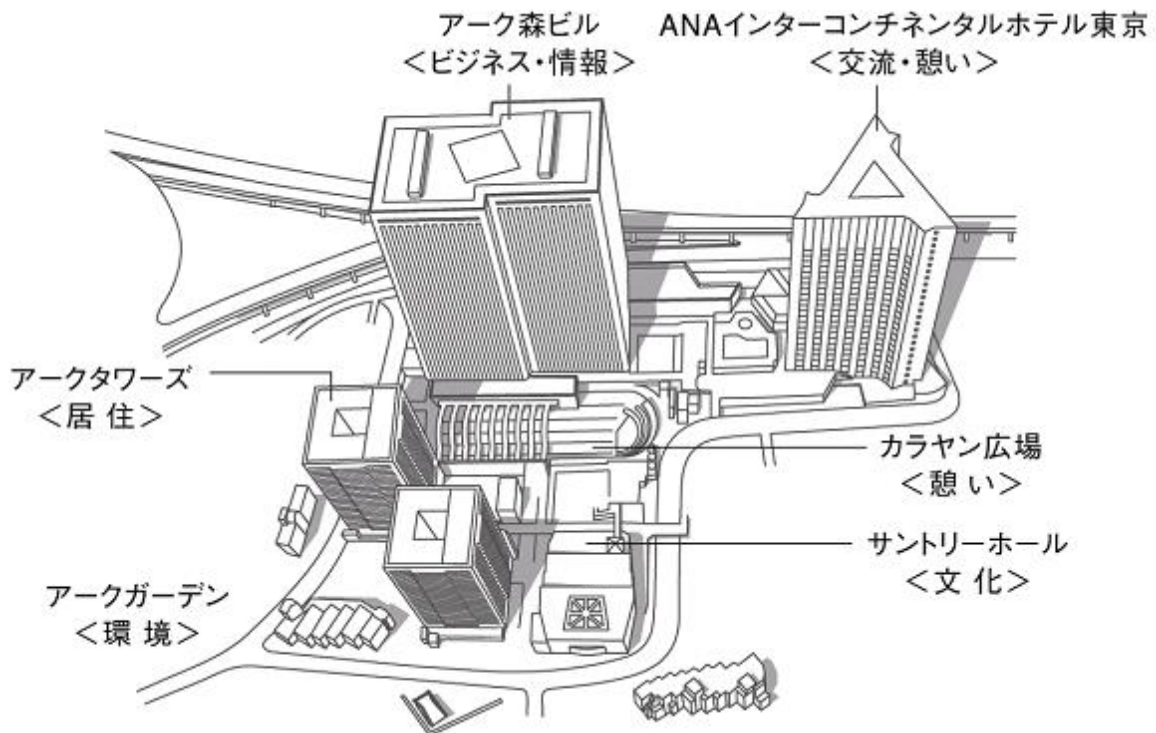 アーク森ビル
＜ビジネス・情報＞
ANAインターコンチネンタルホテル東京
＜交流・憩い＞
アークタワーズ
＜居 住＞
カラヤン広場
＜憩 い＞
サントリーホール
＜文 化＞
アークガーデン
＜環 境＞